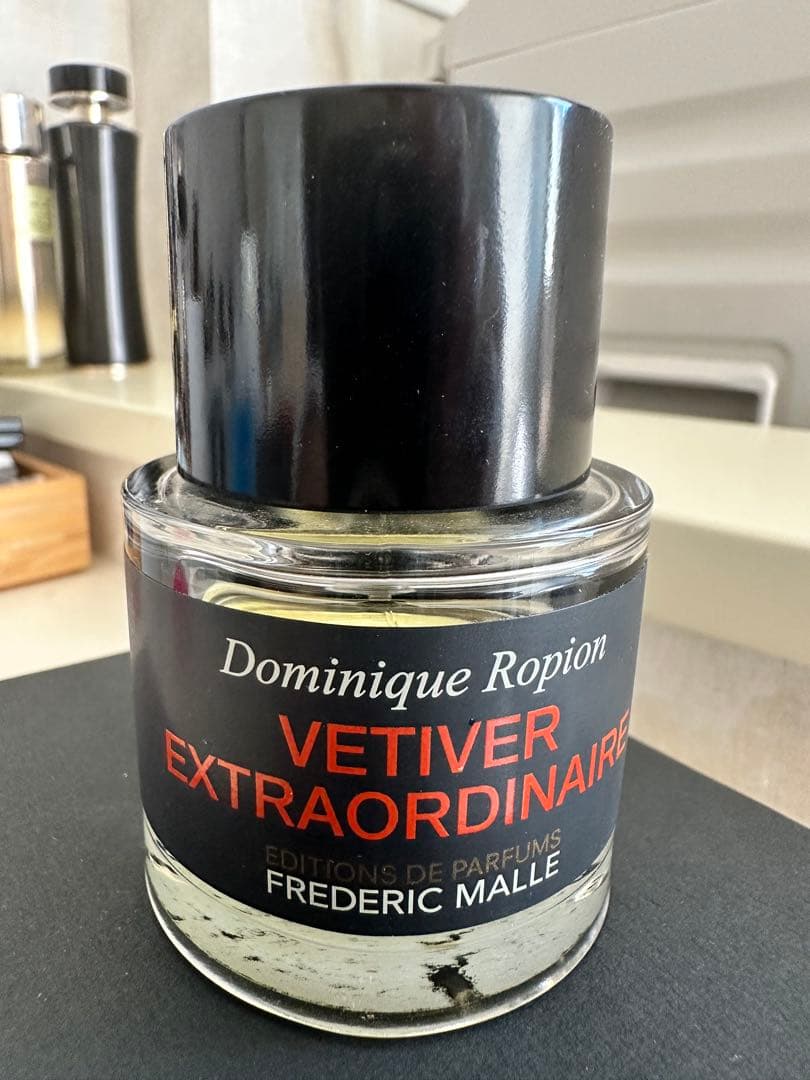 Dominique Ropion
VETIVER
EXTRAORDINAIRE
EDITIONS DE PARFUMS
FREDERIC MALLE